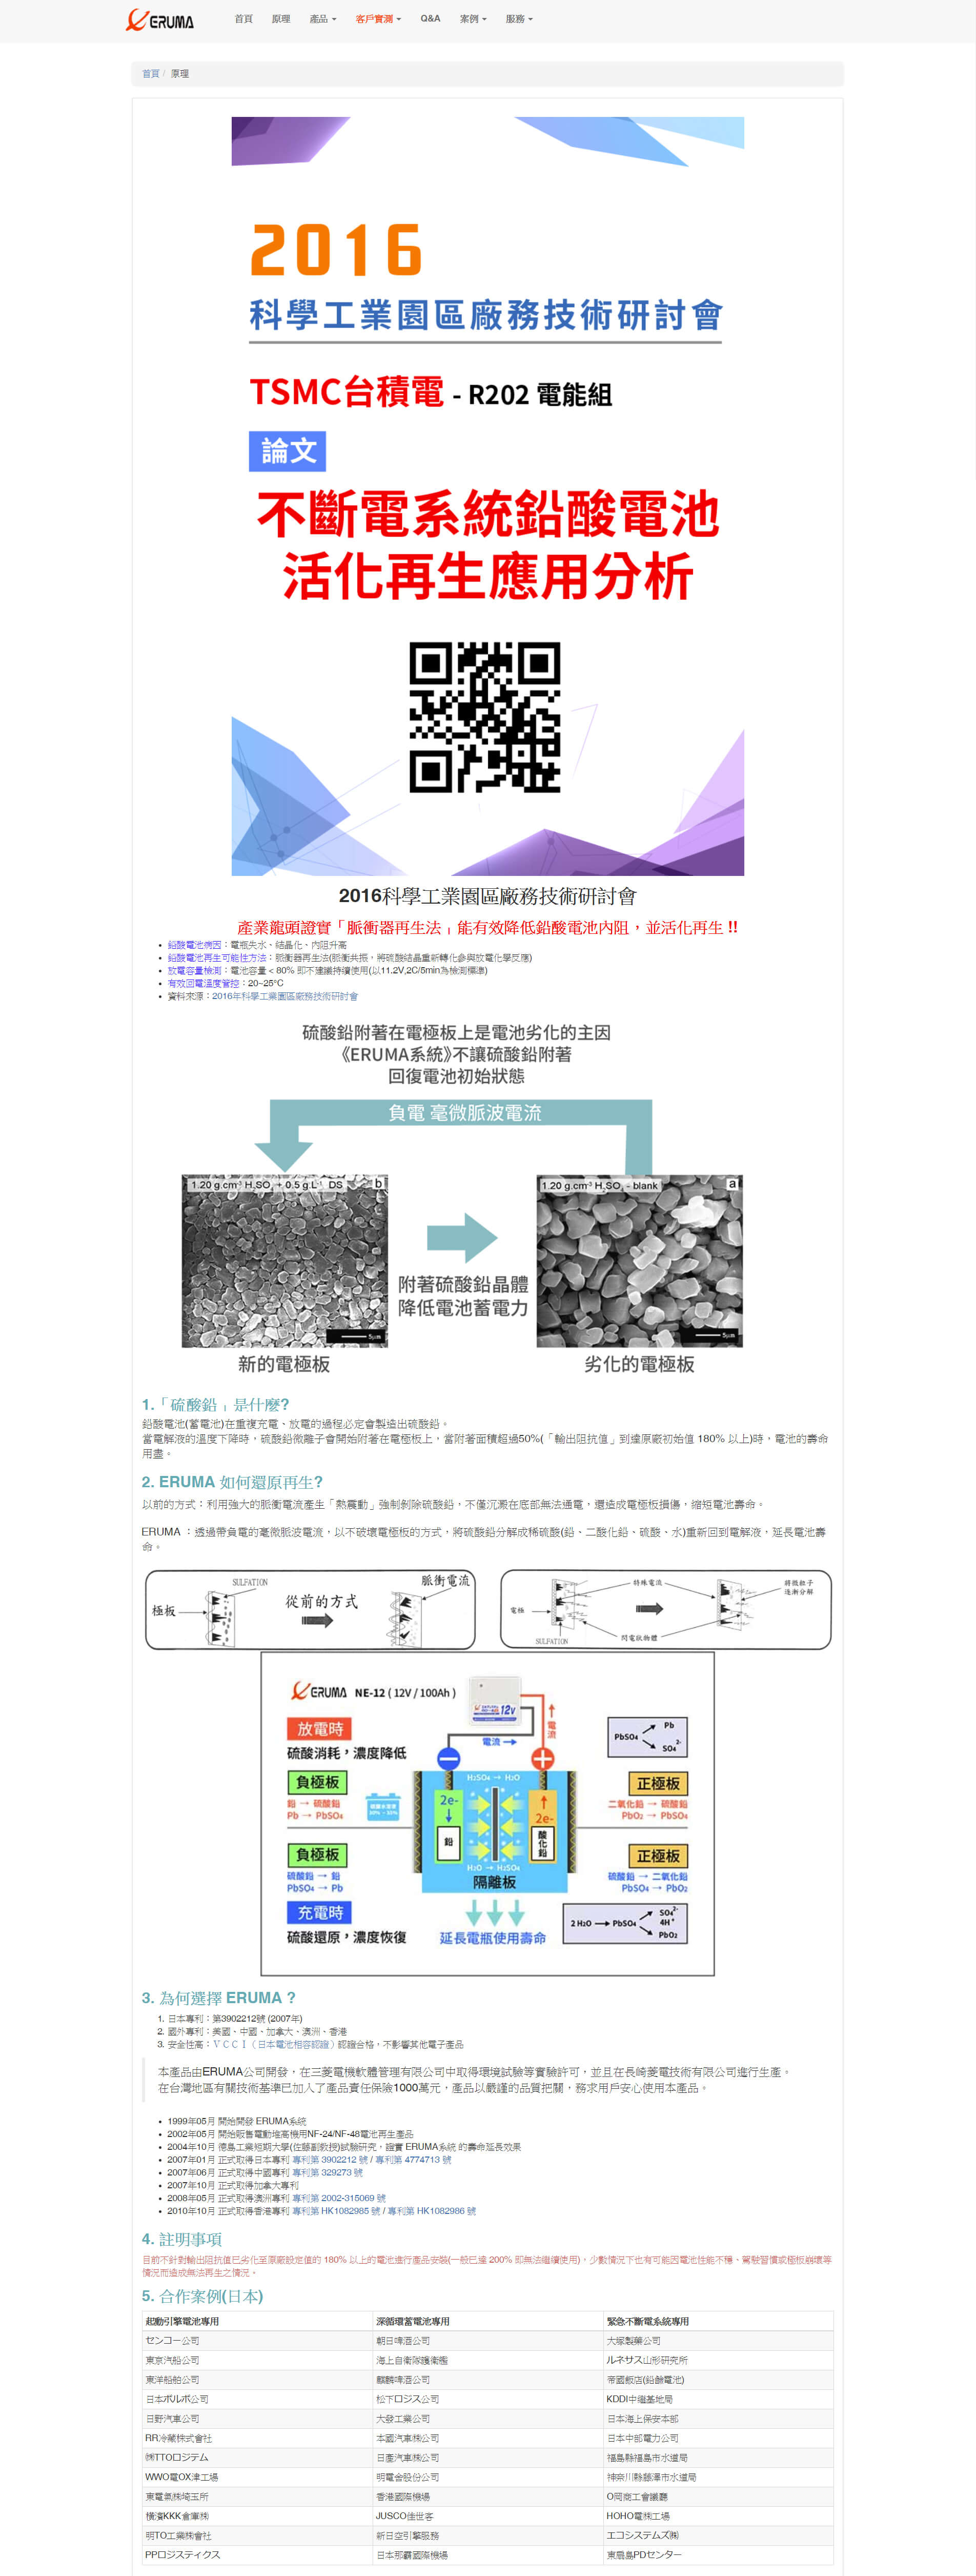 ERUMA
首頁 原理 產品 客戶實測 Q&A 案例 服務
首頁 / 原理
2016
科學工業園區廠務技術研討會
TSMC台積電 - R202 電能組
論文
不斷電系統鉛酸電池
活化再生應用分析
2016科學工業園區廠務技術研討會
產業龍頭證實「脈衝器再生法」能有效降低鉛酸電池內阻，並活化再生 !!
鉛酸電池病因：電瓶失水、結晶化、內阻升高
鉛酸電池再生可能性方法：脈衝器再生法(脈衝共振，將硫酸結晶重新轉化參與放電化學反應)
放電容量檢測：電池容量 < 80% 即不建議持續使用(以11.2V,2C/5min為檢測標準)
有效回電溫度管控：20~25°C
資料來源：2016年科學工業園區廠務技術研討會
硫酸鉛附著在電極板上是電池劣化的主因
《ERUMA系統》不讓硫酸鉛附著
回復電池初始狀態
負電 毫微脈波電流
1.20 g.cm-3 H2SO4 + 0.5 g.L-1 DS b
1.20 g.cm-3 H2SO4 - blank a
附著硫酸鉛晶體
降低電池蓄電力
5μm
5μm
新的電極板
劣化的電極板
1.「硫酸鉛」是什麼?
鉛酸電池(蓄電池)在重複充電、放電的過程必定會製造出硫酸鉛。
當電解液的溫度下降時，硫酸鉛微離子會開始附著在電極板上，當附著面積超過50%(「輸出阻抗值」到達原廠初始值 180% 以上)時，電池的壽命
用盡。
2. ERUMA 如何還原再生?
以前的方式：利用強大的脈衝電流產生「熱震動」強制剝除硫酸鉛，不僅沉澱在底部無法通電，還造成電極板損傷，縮短電池壽命。
ERUMA ：透過帶負電的毫微脈波電流，以不破壞電極板的方式，將硫酸鉛分解成稀硫酸(鉛、二酸化鉛、硫酸、水)重新回到電解液，延長電池壽
命。
SULFATION
極板
從前的方式
脈衝電流
特殊電流
將微粒子
逐漸分解
電極
SULFATION
閃電狀物體
ERUMA NE-12 ( 12V / 100Ah )
12v
放電時
硫酸消耗，濃度降低
電流
電流
PbSO4
Pb
SO4 2-
負極板
鉛 → 硫酸鉛
Pb → PbSO4
H2SO4 → H2O
2e-
2e-
鉛
酸化鉛
正極板
二氧化鉛 → 硫酸鉛
PbO2 → PbSO4
負極板
硫酸鉛 → 鉛
PbSO4 → Pb
H2O → H2SO4
隔離板
正極板
硫酸鉛 → 二氧化鉛
PbSO4 → PbO2
充電時
硫酸還原，濃度恢復
延長電瓶使用壽命
2 H2O → PbSO4
SO4 2-
4H+
PbO2
3. 為何選擇 ERUMA ?
1. 日本專利：第3902212號 (2007年)
2. 國外專利：美國、中國、加拿大、澳洲、香港
3. 安全性高：ＶＣＣＩ（日本電池相容認證）認證合格，不影響其他電子產品
本產品由ERUMA公司開發，在三菱電機軟體管理有限公司中取得環境試驗等實驗許可，並且在長崎菱電技術有限公司進行生產。
在台灣地區有關技術基準已加入了產品責任保險1000萬元，產品以嚴謹的品質把關，務求用戶安心使用本產品。
1999年05月 開始開發 ERUMA系統
2002年05月 開始販售電動堆高機用NF-24/NF-48電池再生產品
2004年10月 德島工業短期大學(佐藤副教授)試驗研究，證實 ERUMA系統 的壽命延長效果
2007年01月 正式取得日本專利 專利第 3902212 號 / 專利第 4774713 號
2007年06月 正式取得中國專利 專利第 329273 號
2007年10月 正式取得加拿大專利
2008年05月 正式取得澳洲專利 專利第 2002-315069 號
2010年10月 正式取得香港專利 專利第 HK1082985 號 / 專利第 HK1082986 號
4. 註明事項
目前不針對輸出阻抗值已劣化至原廠設定值的 180% 以上的電池進行產品安裝(一般已達 200% 即無法繼續使用)，少數情況下也有可能因電池性能不穩、駕駛習慣或極板崩壞等
情況而造成無法再生之情況。
5. 合作案例(日本)
起動引擎電池專用 深循環蓄電池專用 緊急不斷電系統專用
センコー公司 朝日啤酒公司 大塚製藥公司
東京汽船公司 海上自衛隊護衛艦 ルネサス山形研究所
東洋船舶公司 麒麟啤酒公司 帝國飯店(鉛酸電池)
日本ボルボ公司 松下ロジス公司 KDDI中繼基地局
日野汽車公司 大發工業公司 日本海上保安本部
RR冷藏株式會社 本國汽車㈱公司 日本中部電力公司
㈱TTOロジテム 日產汽車㈱公司 福島縣福島市水道局
WWO電OX津工場 明電舍股份公司 神奈川縣藤澤市水道局
東電氣㈱埼玉所 香港國際機場 O岡商工會議廳
橫濱KKK倉庫㈱ JUSCO佳世客 HOHO電㈱工場
明TO工業㈱會社 新日空引擎服務 エコシステムズ㈱
PPロジスティクス 日本那霸國際機場 東扇島PDセンター